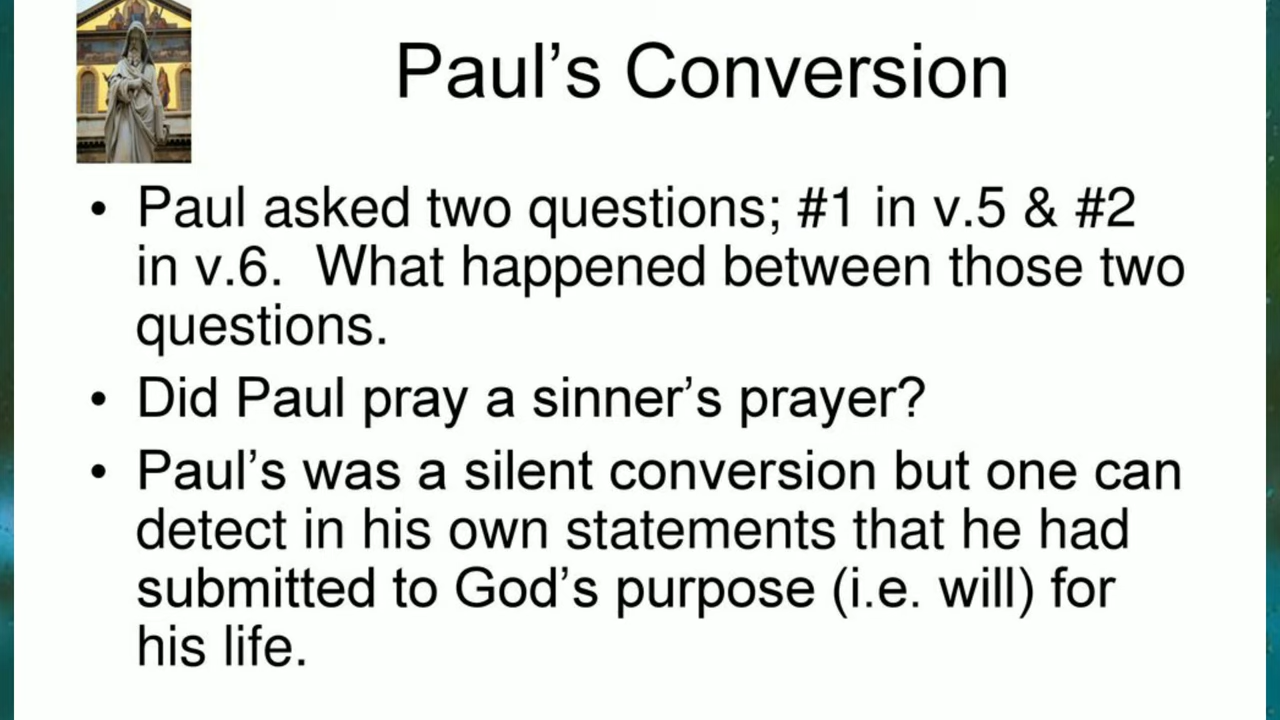 Paul’s Conversion
• Paul asked two questions; #1 in v.5 & #2
in v.6.  What happened between those two
questions.
• Did Paul pray a sinner’s prayer?
• Paul’s was a silent conversion but one can
detect in his own statements that he had
submitted to God’s purpose (i.e. will) for
his life.